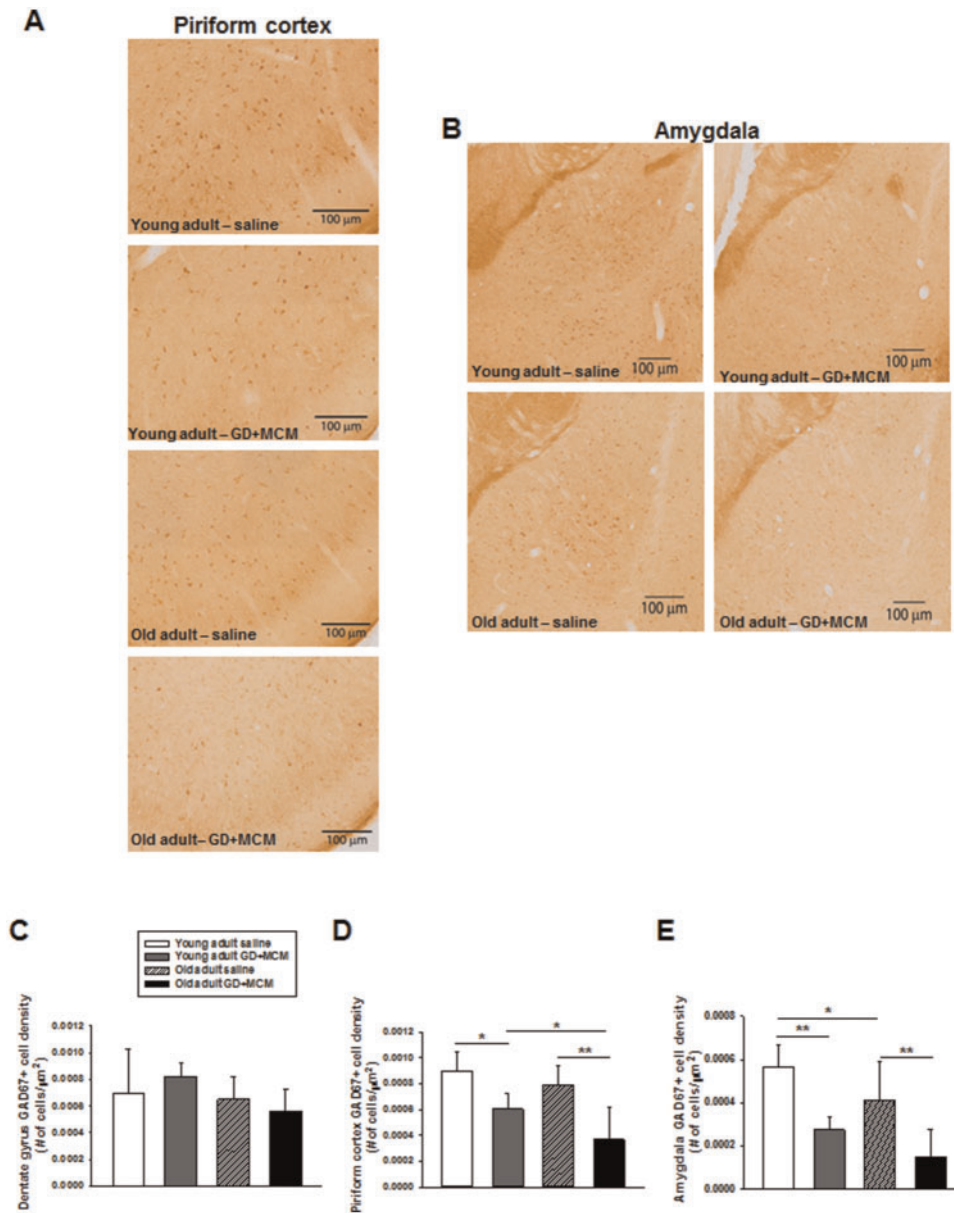 A
Piriform cortex
100 µm
Young adult – saline
100 µm
Young adult – GD+MCM
100 µm
Old adult – saline
100 µm
Old adult– GD+MCM
B
Amygdala
100 µm
Young adult – saline
100 µm
Young adult – GD+MCM
100 µm
Old adult – saline
100 µm
Old adult – GD+MCM
C
Young adult saline
Young adult GD+MCM
Old adult saline
Old adult GD+MCM
Dentate gyrus GAD67+ cell density
(# of cells/µm²)
0.0012
0.0010
0.0008
0.0006
0.0004
0.0002
0.0000
D
Piriform cortex GAD67+ cell density
(# of cells/µm²)
0.0012
0.0010
0.0008
0.0006
0.0004
0.0002
0.0000
*
*
**
E
Amygdala GAD67+ cell density
(# of cells/µm²)
0.0008
0.0006
0.0004
0.0002
0.0000
*
**
**